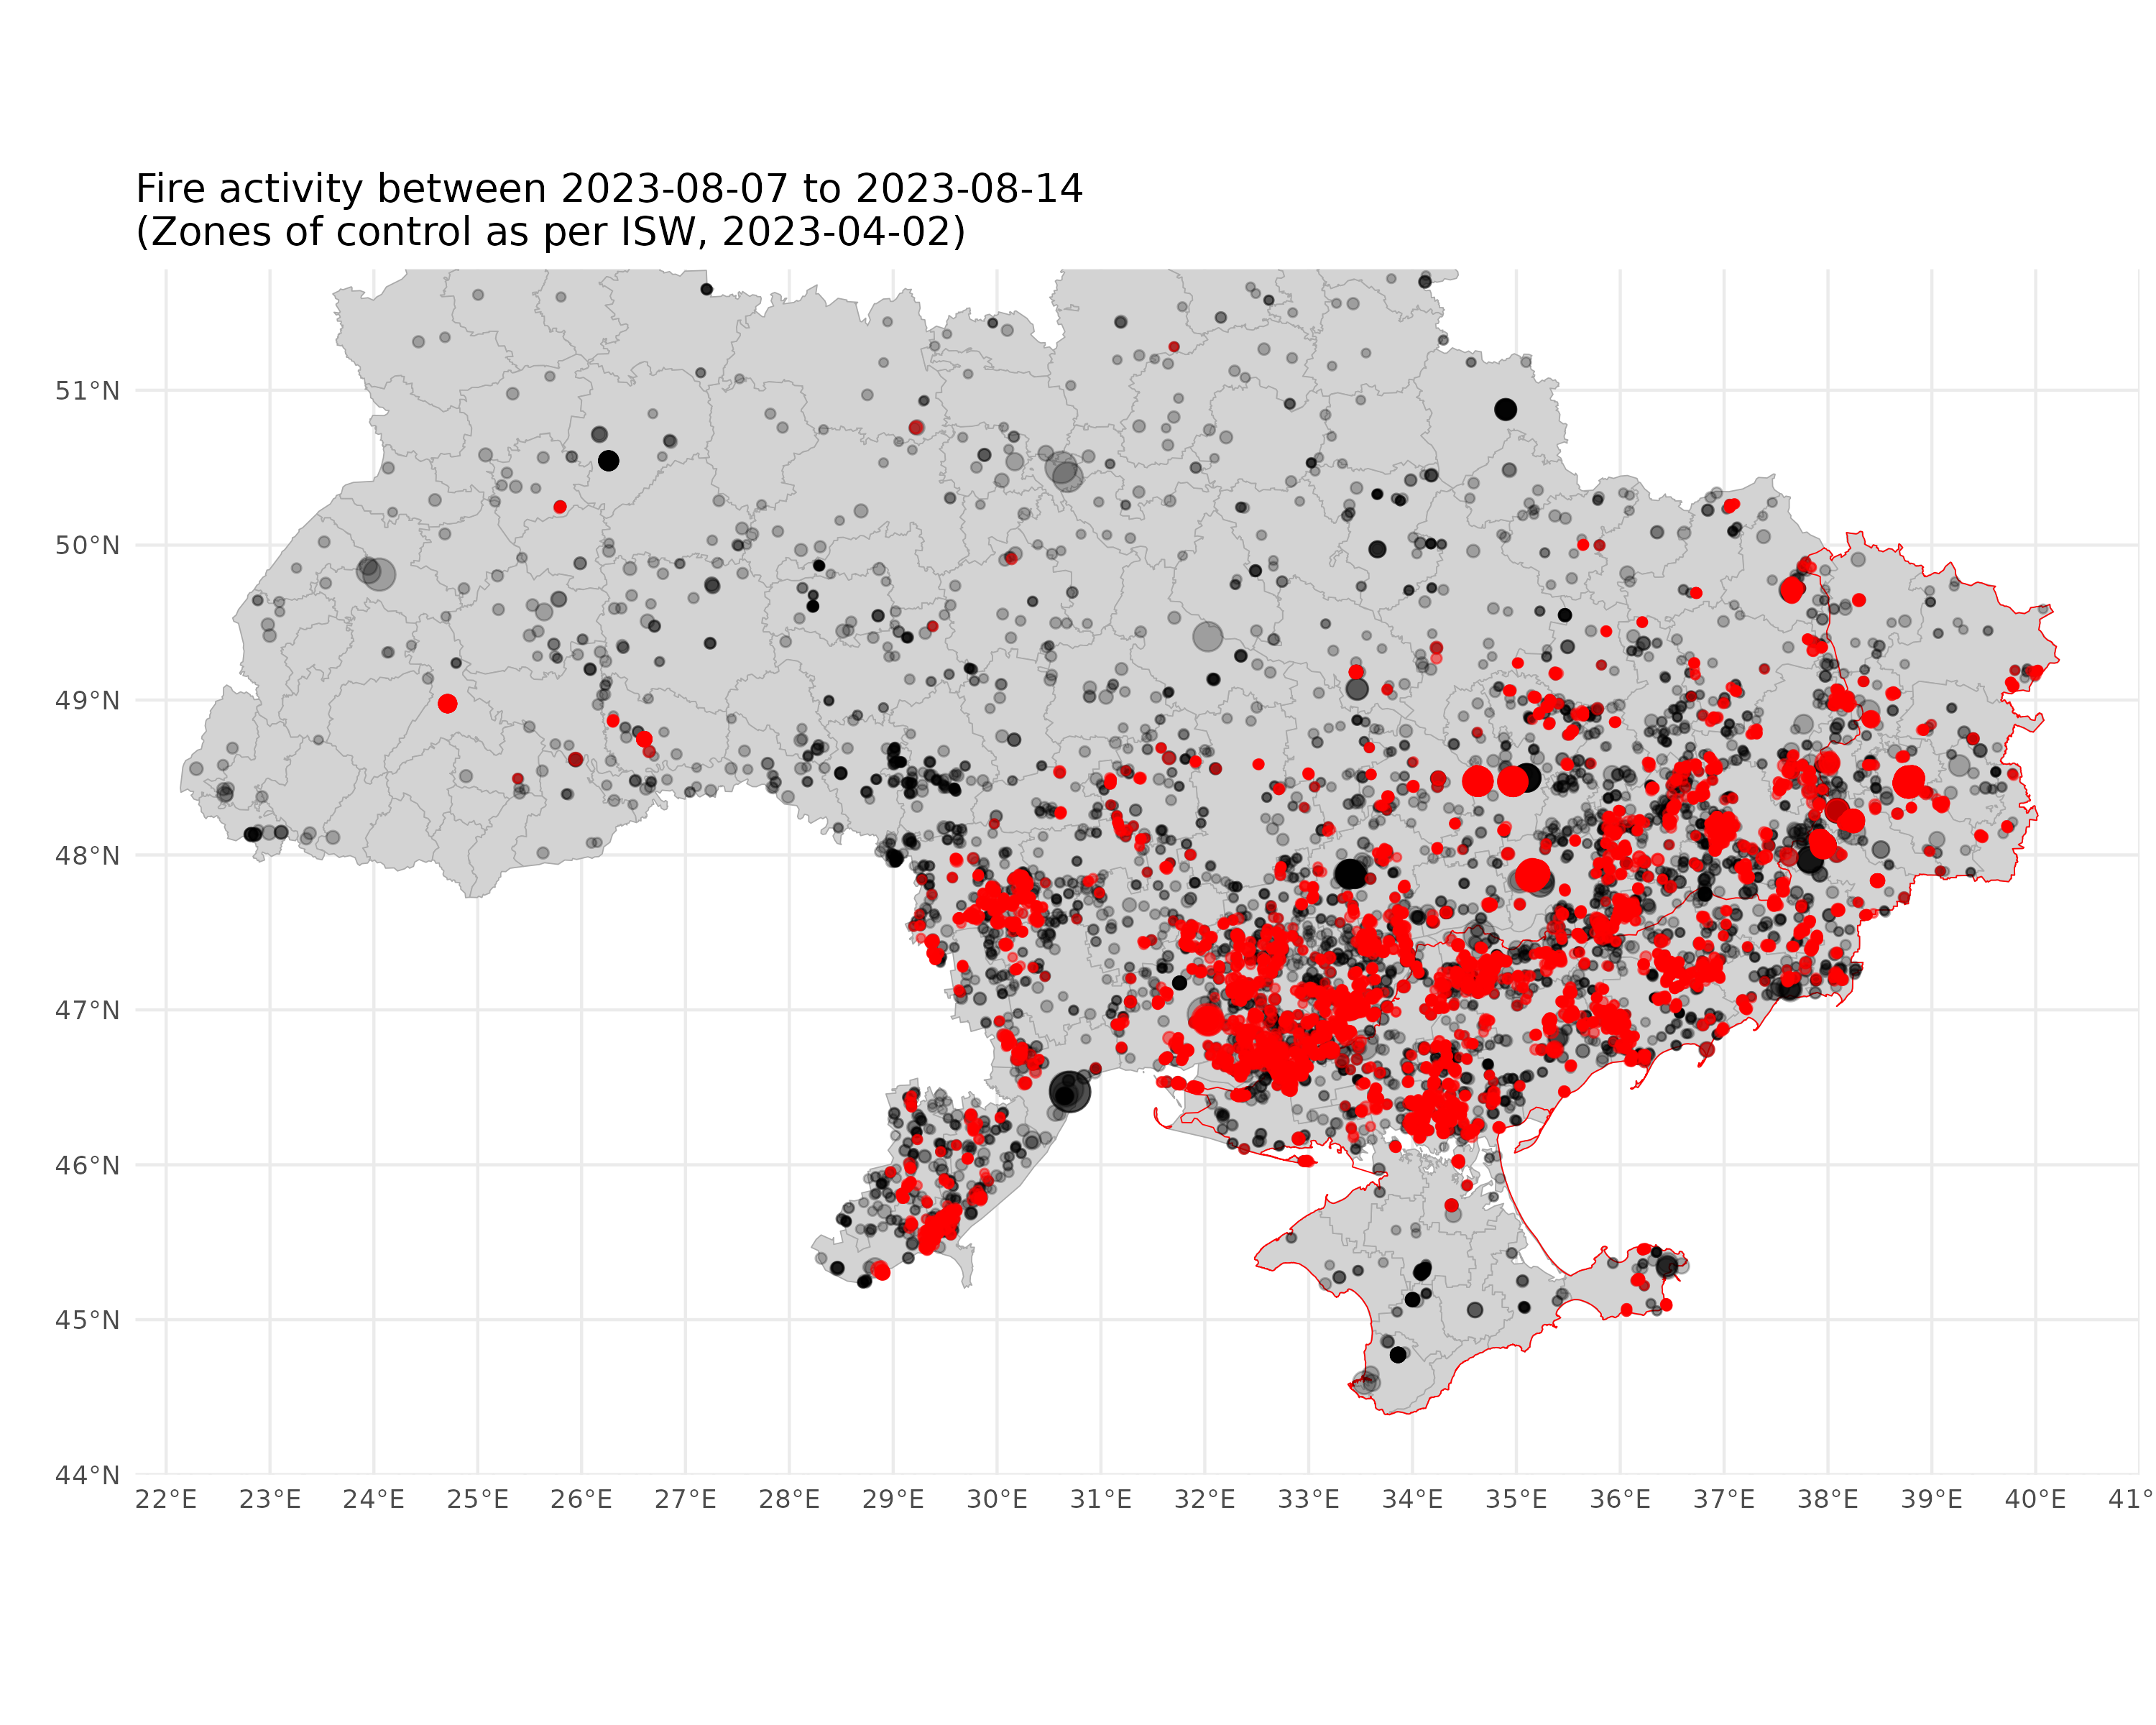 Fire activity between 2023-08-07 to 2023-08-14
(Zones of control as per ISW, 2023-04-02)
51°N
50°N
49°N
48°N
47°N
46°N
45°N
44°N
22°E 23°E 24°E 25°E 26°E 27°E 28°E 29°E 30°E 31°E 32°E 33°E 34°E 35°E 36°E 37°E 38°E 39°E 40°E 41°